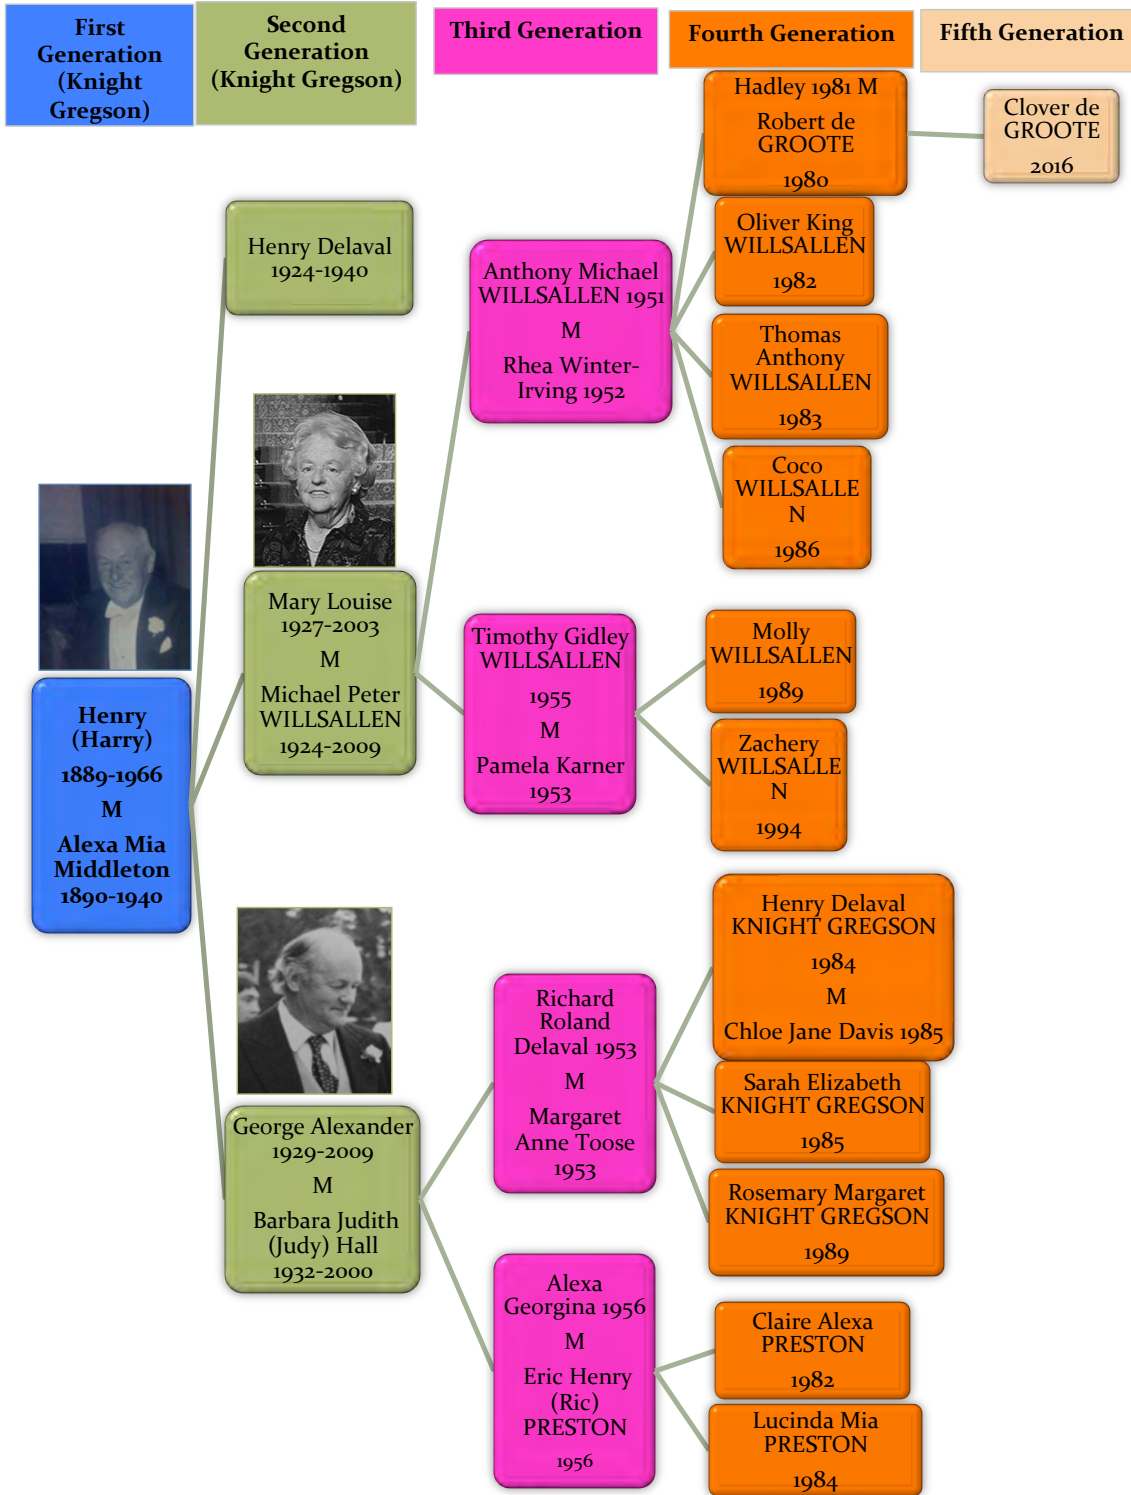 First
Generation
(Knight
Gregson)
Second
Generation
(Knight Gregson)
Third Generation
Fourth Generation
Fifth Generation
Henry
(Harry)
1889-1966
M
Alexa Mia
Middleton
1890-1940
Henry Delaval
1924-1940
Mary Louise
1927-2003
M
Michael Peter
WILLSALLEN
1924-2009
George Alexander
1929-2009
M
Barbara Judith
(Judy) Hall
1932-2000
Anthony Michael
WILLSALLEN 1951
M
Rhea Winter-
Irving 1952
Timothy Gidley
WILLSALLEN
1955
M
Pamela Karner
1953
Richard
Roland
Delaval 1953
M
Margaret
Anne Toose
1953
Alexa
Georgina 1956
M
Eric Henry
(Ric)
PRESTON
1956
Hadley 1981 M
Robert de
GROOTE
1980
Oliver King
WILLSALLEN
1982
Thomas
Anthony
WILLSALLEN
1983
Coco
WILLSALLE
N
1986
Molly
WILLSALLEN
1989
Zachery
WILLSALLE
N
1994
Henry Delaval
KNIGHT GREGSON
1984
M
Chloe Jane Davis 1985
Sarah Elizabeth
KNIGHT GREGSON
1985
Rosemary Margaret
KNIGHT GREGSON
1989
Claire Alexa
PRESTON
1982
Lucinda Mia
PRESTON
1984
Clover de
GROOTE
2016